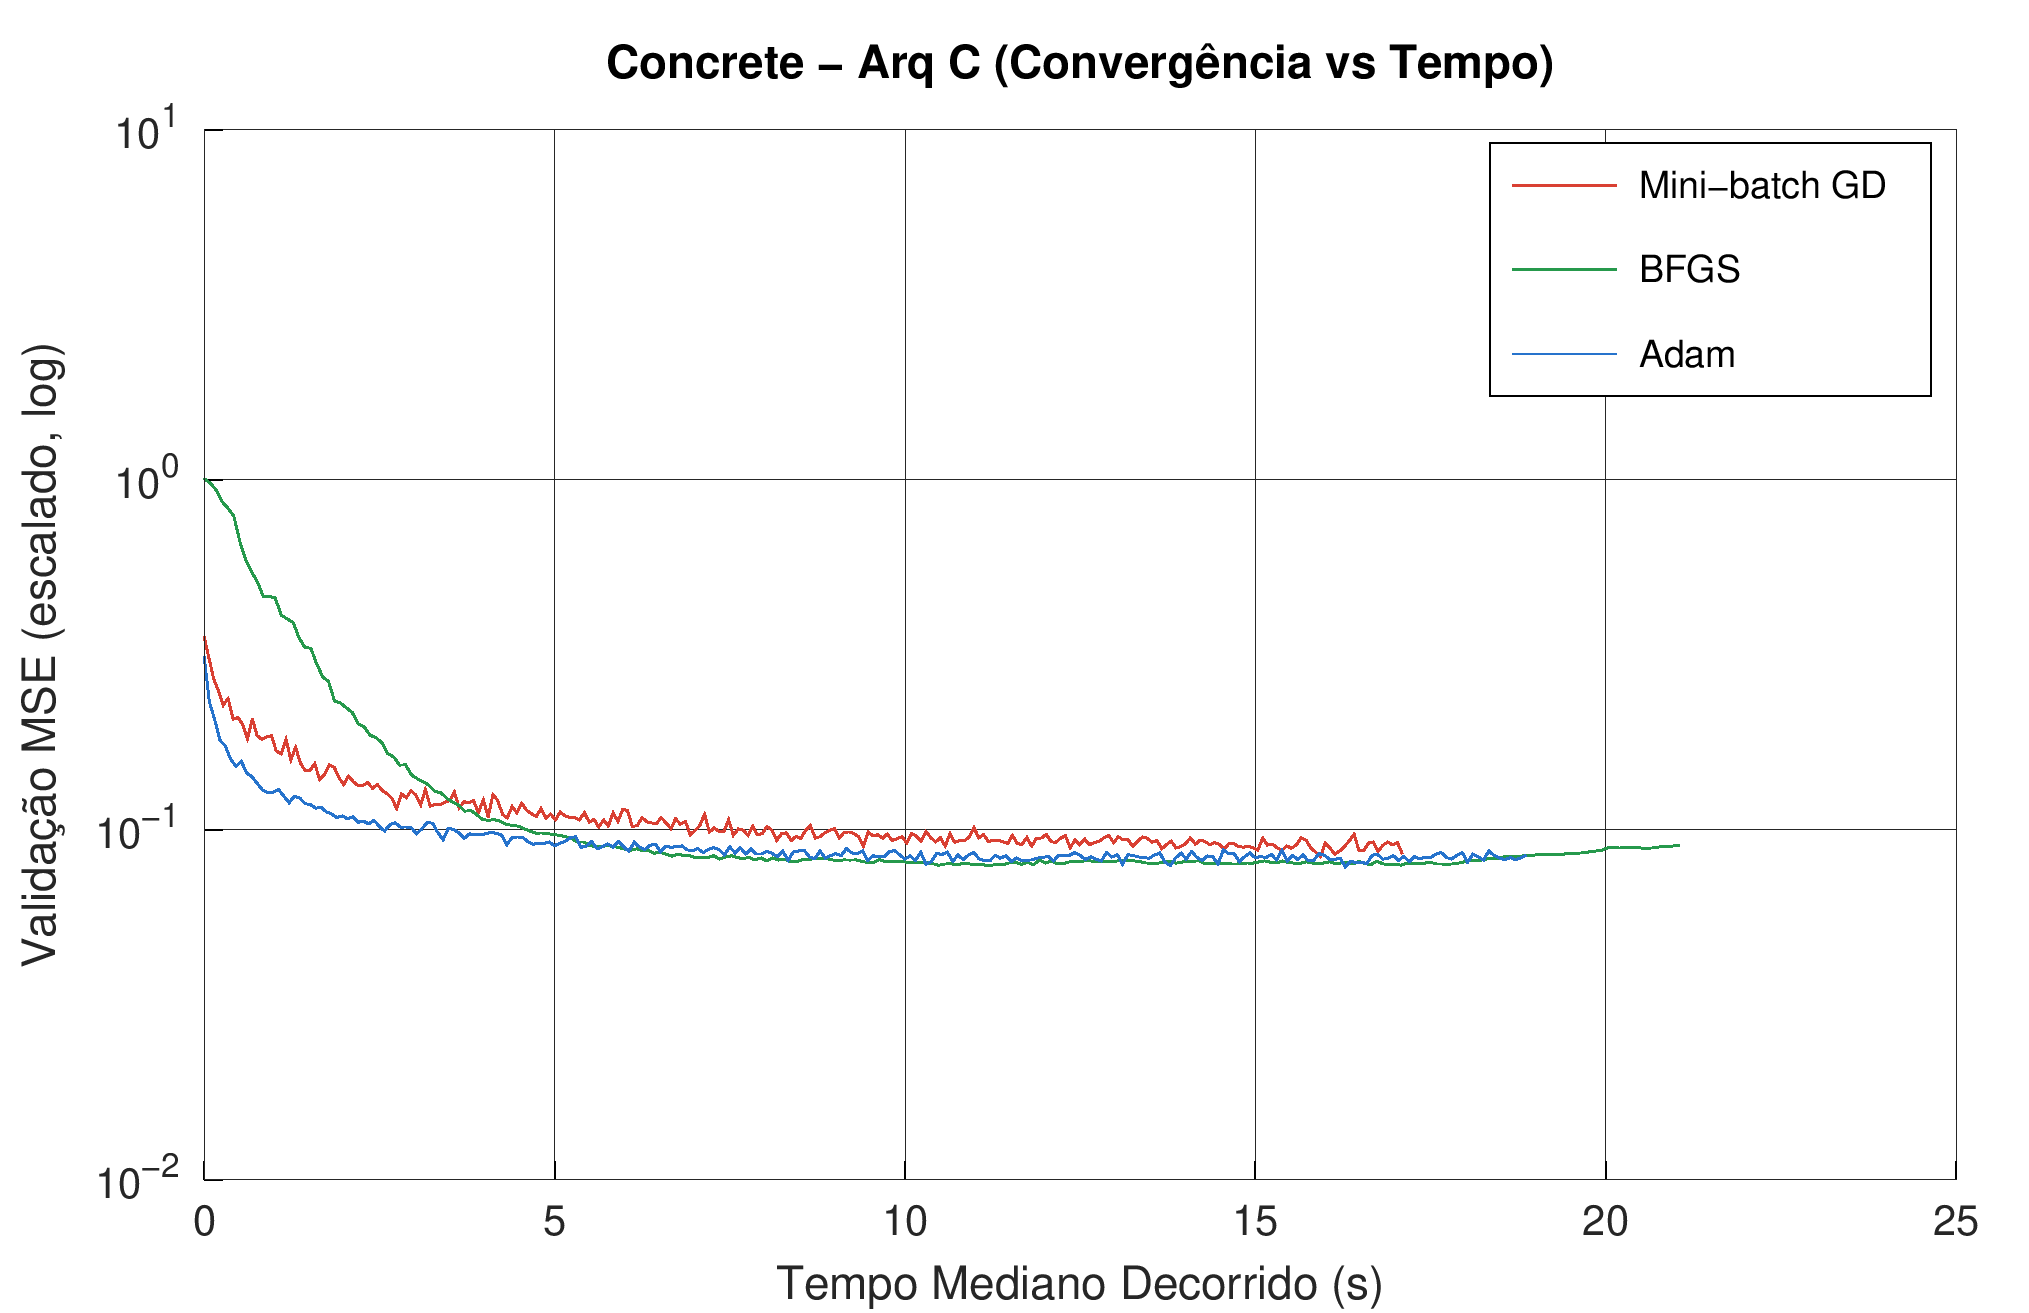 Concrete – Arq C (Convergência vs Tempo)
Mini–batch GD
BFGS
Adam
Validação MSE (escalado, log)
10^1
10^0
10^−1
10^−2
0 5 10 15 20 25
Tempo Mediano Decorrido (s)